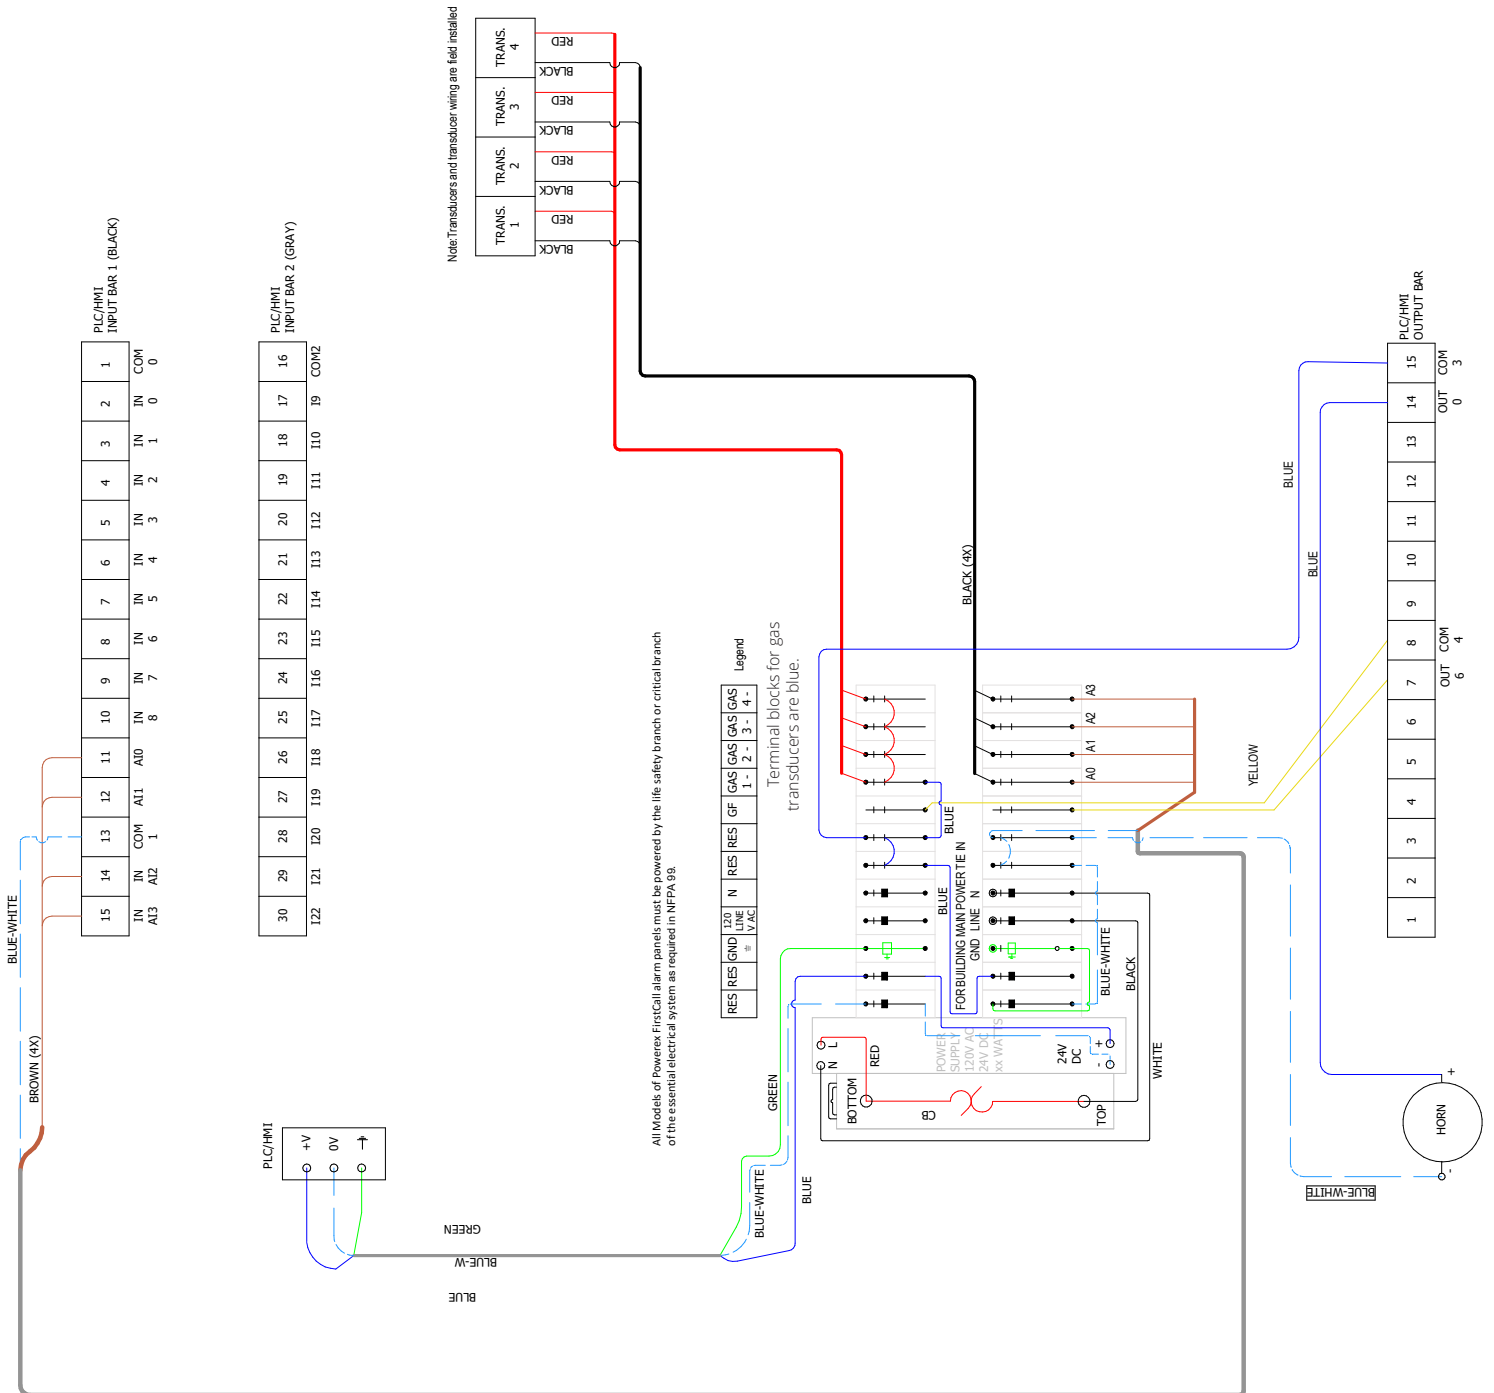 Note:Transducers and transducer wiring are field installed
TRANS.
4
TRANS.
3
TRANS.
2
TRANS.
1
RED
BLACK
RED
BLACK
RED
BLACK
RED
BLACK
PLC/HMI
INPUT BAR 1 (BLACK)
1
COM
0
2
IN
0
3
IN
1
4
IN
2
5
IN
3
6
IN
4
7
IN
5
8
IN
6
9
IN
7
10
IN
8
11
AI0
12
AI1
13
COM
1
14
IN
AI2
15
IN
AI3
BLUE-WHITE
BROWN (4X)
PLC/HMI
INPUT BAR 2 (GRAY)
16
COM2
17
I9
18
I10
19
I11
20
I12
21
I13
22
I14
23
I15
24
I16
25
I17
26
I18
27
I19
28
I20
29
I21
30
I22
PLC/HMI
+V
0V
GREEN
BLUE-W
BLUE
All Models of Powerex FirstCall alarm panels must be powered by the life safety branch or critical branch
of the essential electrical system as required in NFPA 99.
Legend
RES
RES
GND
120
LINE
V AC
N
RES
RES
GF
GAS
1 -
GAS
2 -
GAS
3 -
GAS
4 -
Terminal blocks for gas
transducers are blue.
BLACK (4X)
BLUE
BLUE
A3
A2
A1
A0
YELLOW
BLUE
BLUE
FOR BUILDING MAIN POWER TIE IN
GND
LINE
N
BLUE-WHITE
BLACK
WHITE
GREEN
BLUE-WHITE
BLUE
L
N
RED
POWER
SUPPLY
120V AC
24V DC
xx WATTS
24V
DC
- +
BOTTOM
CB
TOP
PLC/HMI
OUTPUT BAR
15
COM
3
14
OUT
0
13
12
11
10
9
8
COM
4
7
OUT
6
6
5
4
3
2
1
HORN
+
-
BLUE-WHITE